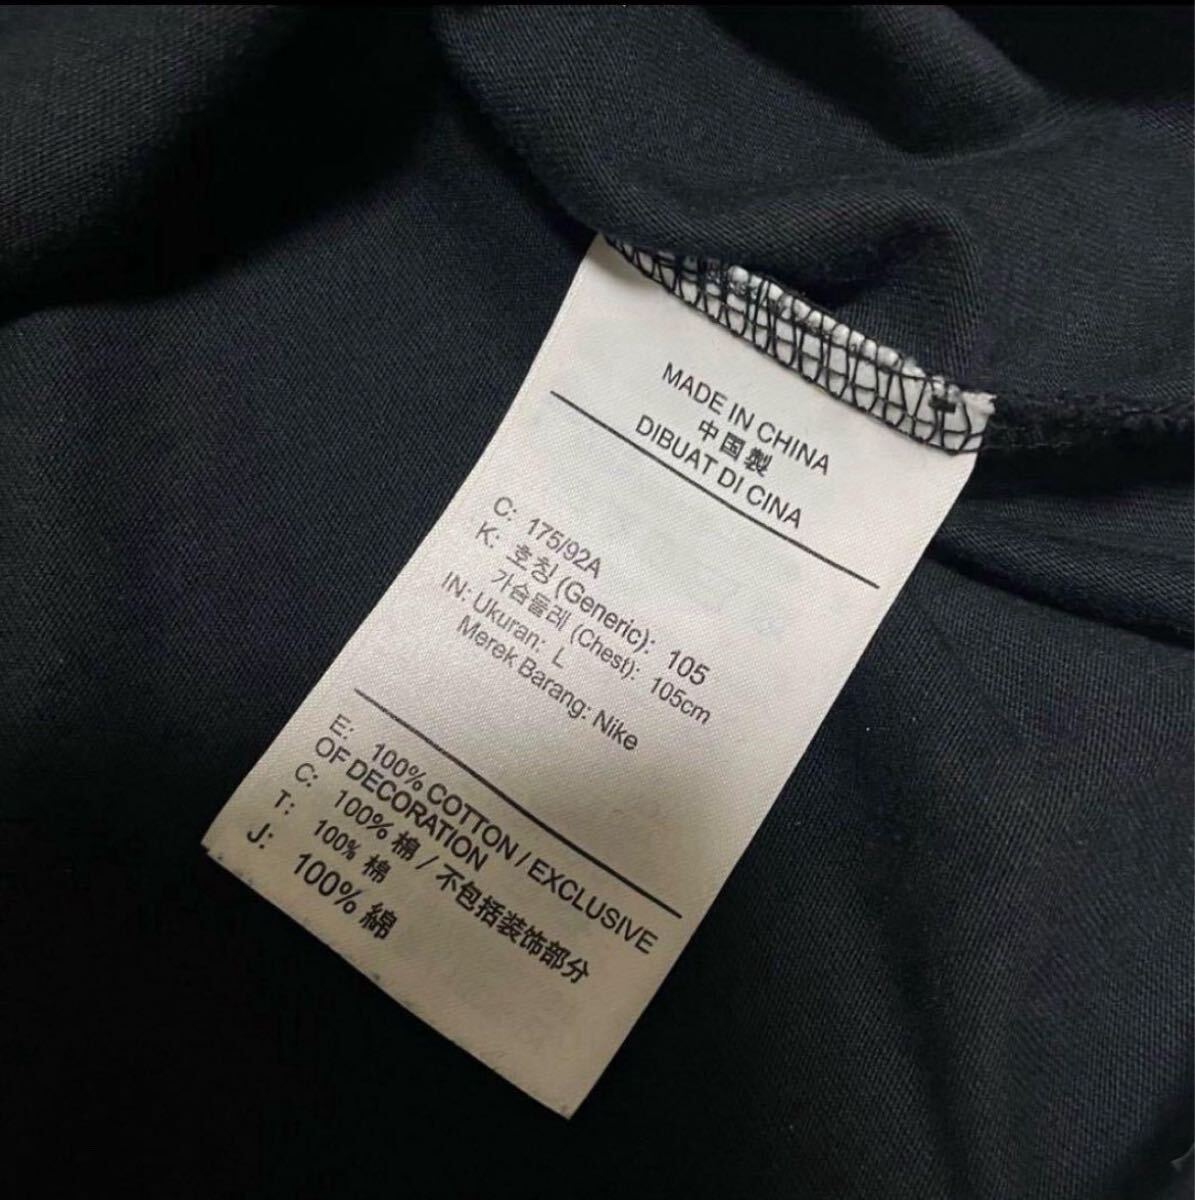 MADE IN CHINA
中国製
DIBUAT DI CINA
C: 175/92A
K: 호칭 (Generic): 105
가슴둘레 (Chest): 105cm
IN: Ukuran: L
Merek Barang: Nike
E: 100% COTTON / EXCLUSIVE
OF DECORATION
C: 100% 棉 / 不包括装饰部分
T: 100% 棉
J: 100% 綿